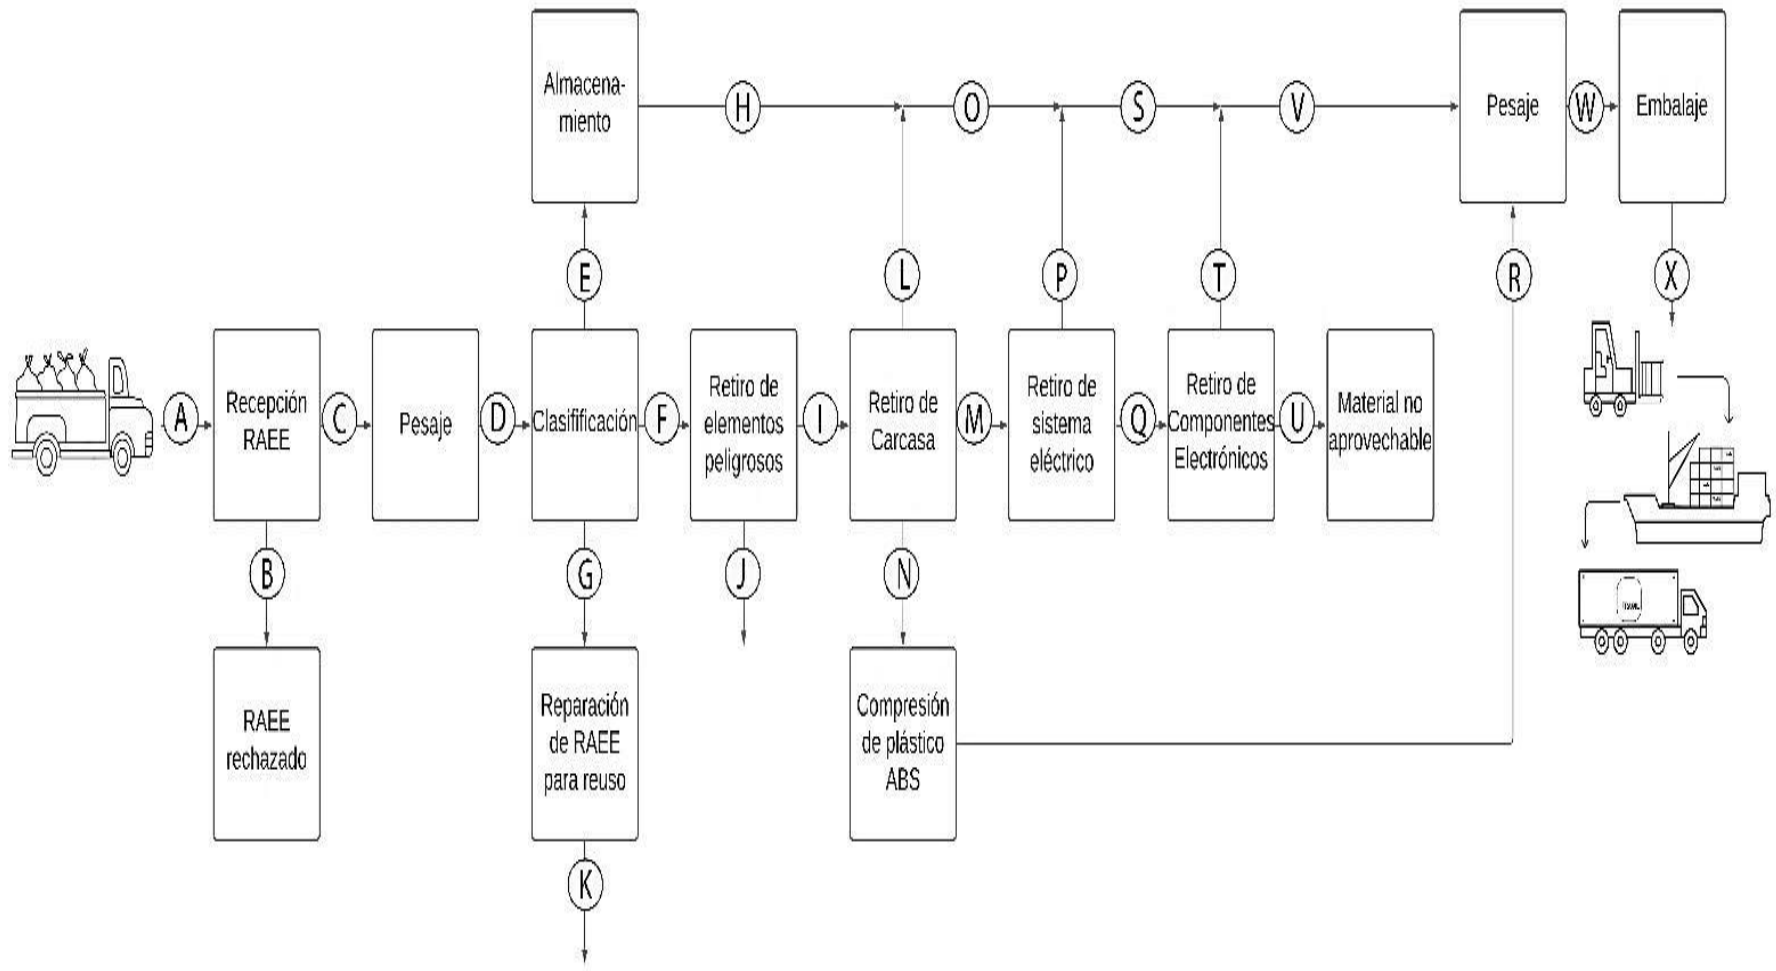 Almacena-
miento
H
O
S
V
Pesaje
W
Embalaje
E
L
P
T
R
X
A
Recepción
RAEE
C
Pesaje
D
Clasifificación
F
Retiro de
elementos
peligrosos
I
Retiro de
Carcasa
M
Retiro de
sistema
eléctrico
Q
Retiro de
Componentes
Electrónicos
U
Material no
aprovechable
B
G
J
N
RAEE
rechazado
Reparación
de RAEE
para reuso
Compresión
de plástico
ABS
K